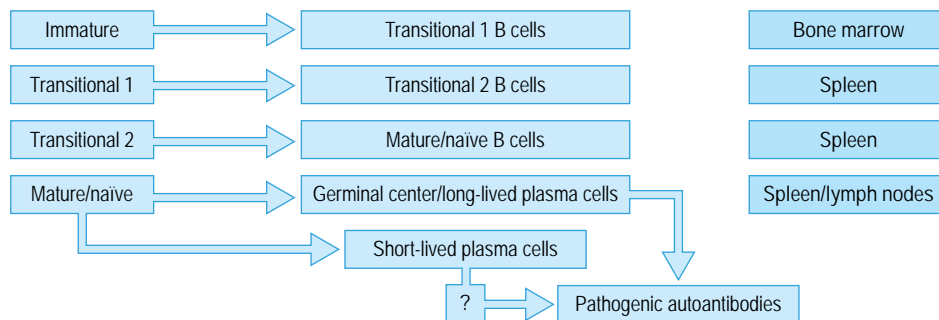 Immature Transitional 1 B cells Bone marrow
Transitional 1 Transitional 2 B cells Spleen
Transitional 2 Mature/naïve B cells Spleen
Mature/naïve Germinal center/long-lived plasma cells Spleen/lymph nodes
Short-lived plasma cells
? Pathogenic autoantibodies